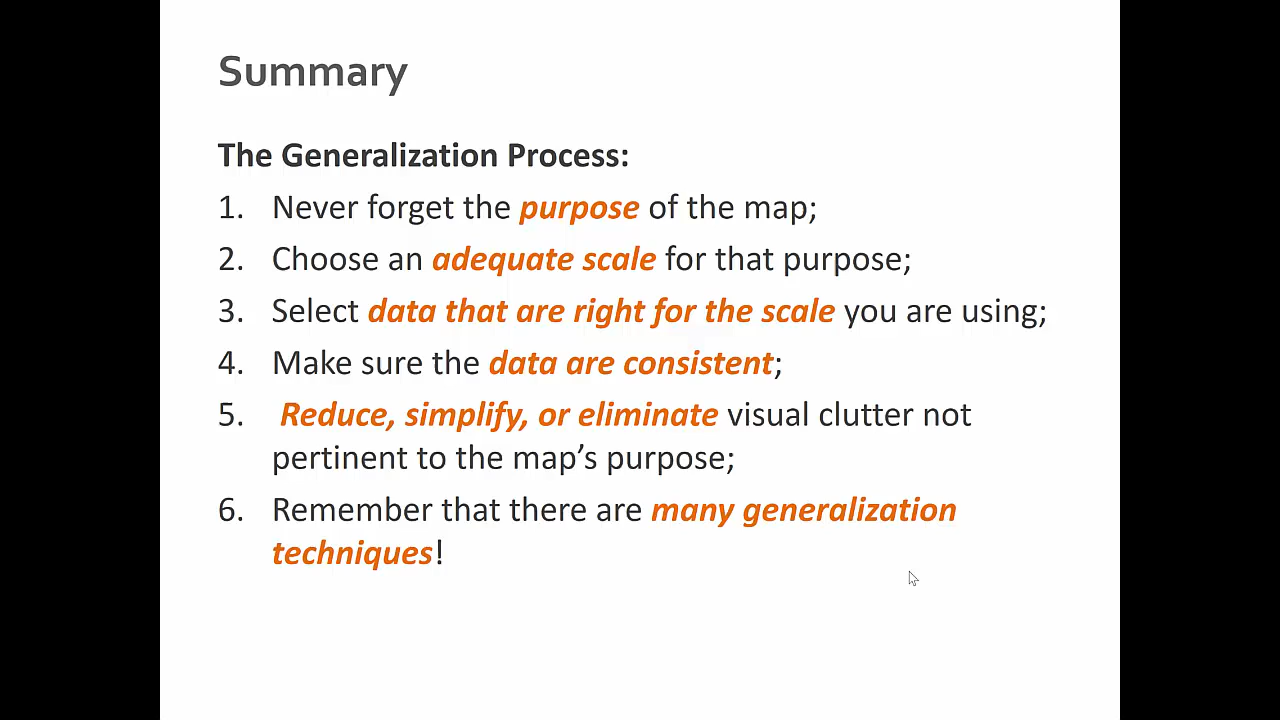 Summary
The Generalization Process:
1. Never forget the purpose of the map;
2. Choose an adequate scale for that purpose;
3. Select data that are right for the scale you are using;
4. Make sure the data are consistent;
5. Reduce, simplify, or eliminate visual clutter not
pertinent to the map’s purpose;
6. Remember that there are many generalization
techniques!